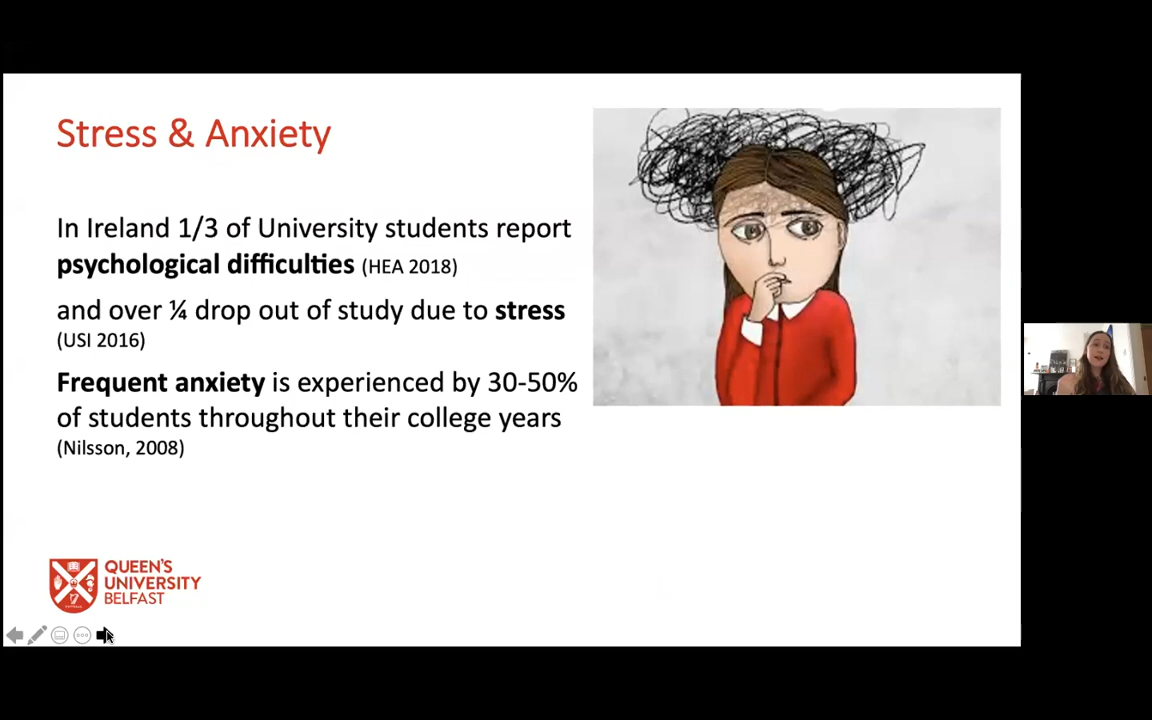 Stress & Anxiety
In Ireland 1/3 of University students report
psychological difficulties (HEA 2018)
and over ¼ drop out of study due to stress
(USI 2016)
Frequent anxiety is experienced by 30-50%
of students throughout their college years
(Nilsson, 2008)
QUEEN'S
UNIVERSITY
BELFAST